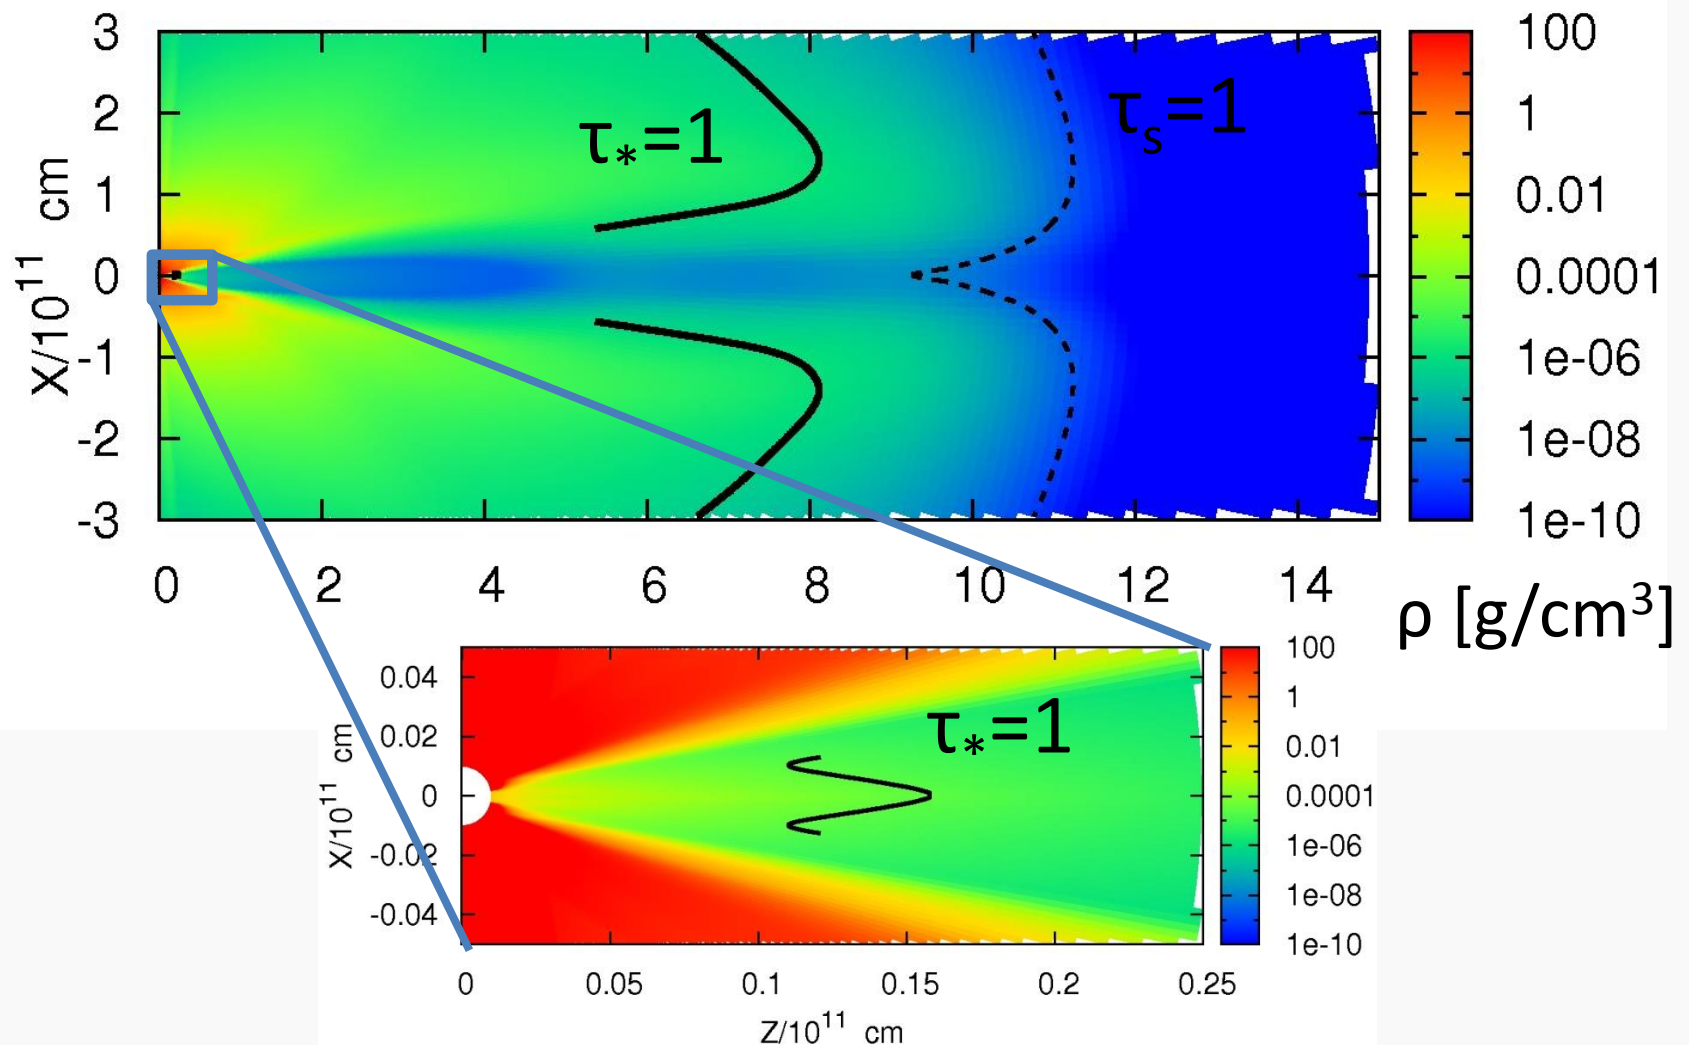 3
2
1
0
-1
-2
-3
X/10¹¹ cm
τ*=1
τₛ=1
100
1
0.01
0.0001
1e-06
1e-08
1e-10
0 2 4 6 8 10 12 14
ρ [g/cm³]
0.04
0.02
0
-0.02
-0.04
X/10¹¹ cm
τ*=1
100
1
0.01
0.0001
1e-06
1e-08
1e-10
0 0.05 0.1 0.15 0.2 0.25
Z/10¹¹ cm